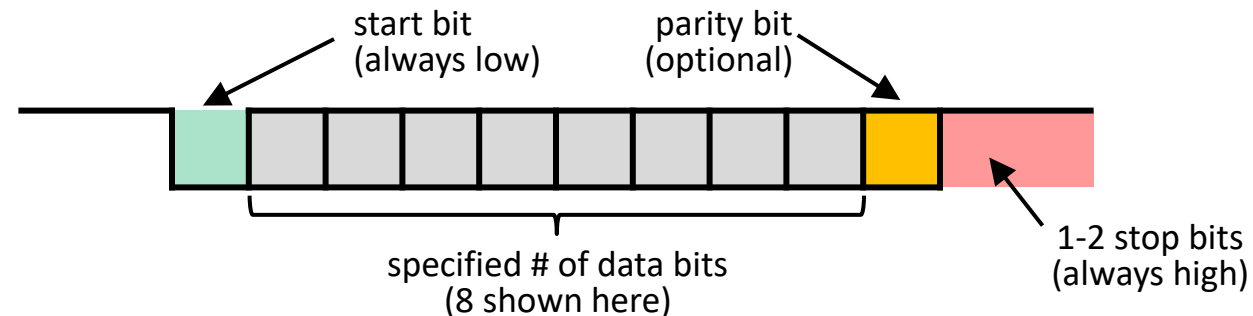 start bit
(always low)
parity bit
(optional)
specified # of data bits
(8 shown here)
1-2 stop bits
(always high)